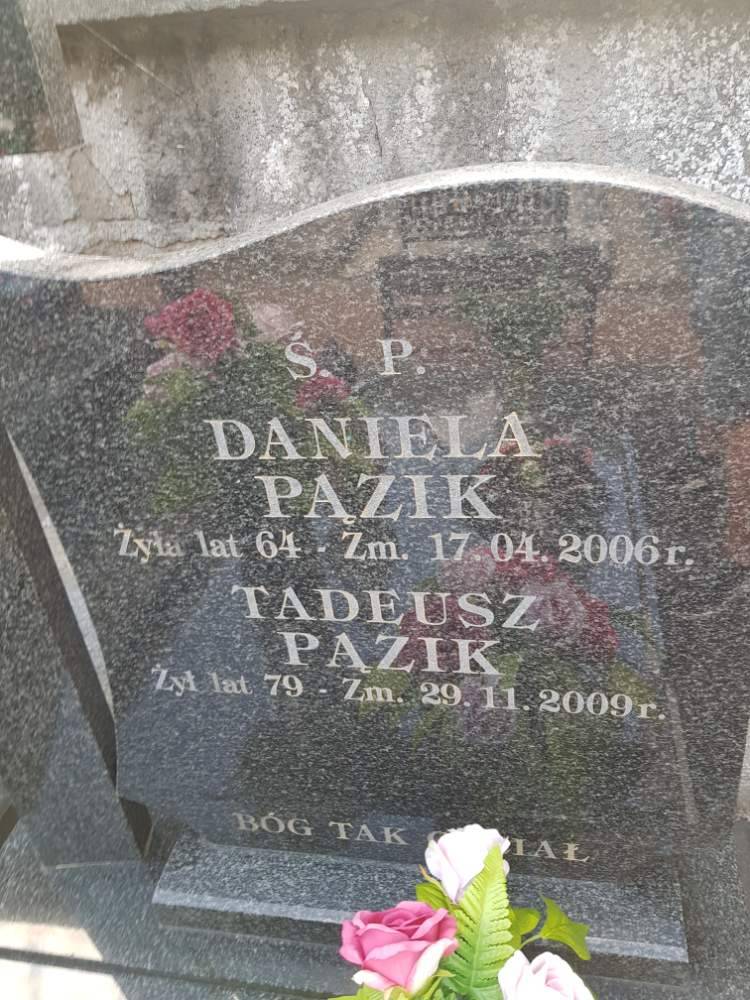 Ś. P.
DANIELA
PĄZIK
Żyła lat 64 - Zm. 17.04.2006 r.
TADEUSZ
PĄZIK
Żył lat 79 - Zm. 29.11.2009 r.
BÓG TAK